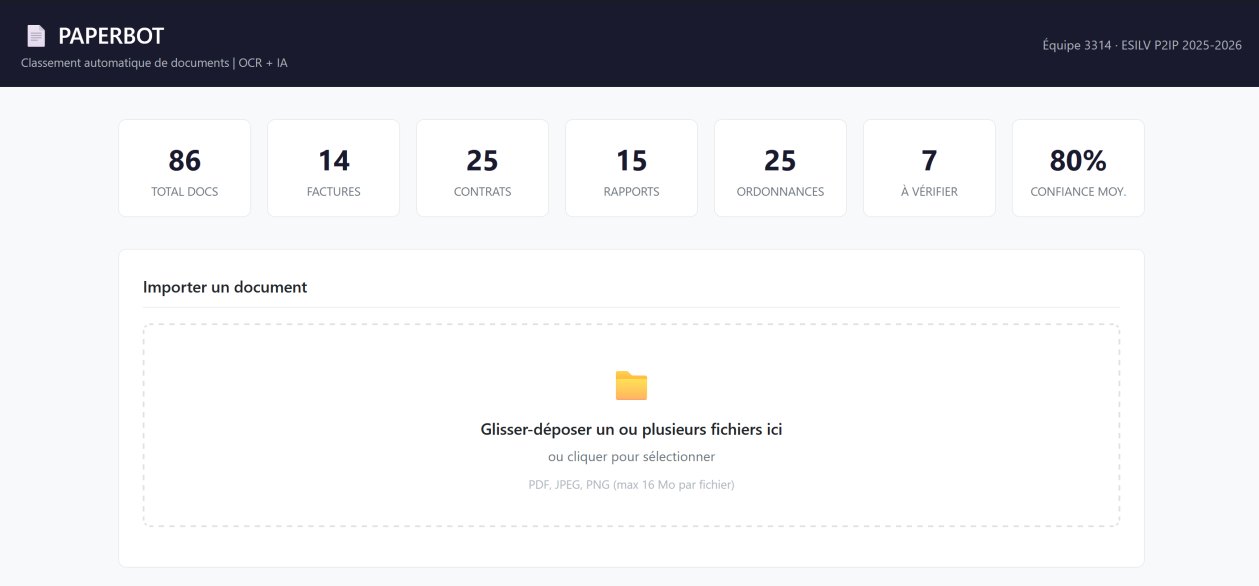 PAPERBOT
Classement automatique de documents | OCR + IA
Équipe 3314 · ESILV P2IP 2025-2026
86
TOTAL DOCS
14
FACTURES
25
CONTRATS
15
RAPPORTS
25
ORDONNANCES
7
À VÉRIFIER
80%
CONFIANCE MOY.
Importer un document
Glisser-déposer un ou plusieurs fichiers ici
ou cliquer pour sélectionner
PDF, JPEG, PNG (max 16 Mo par fichier)